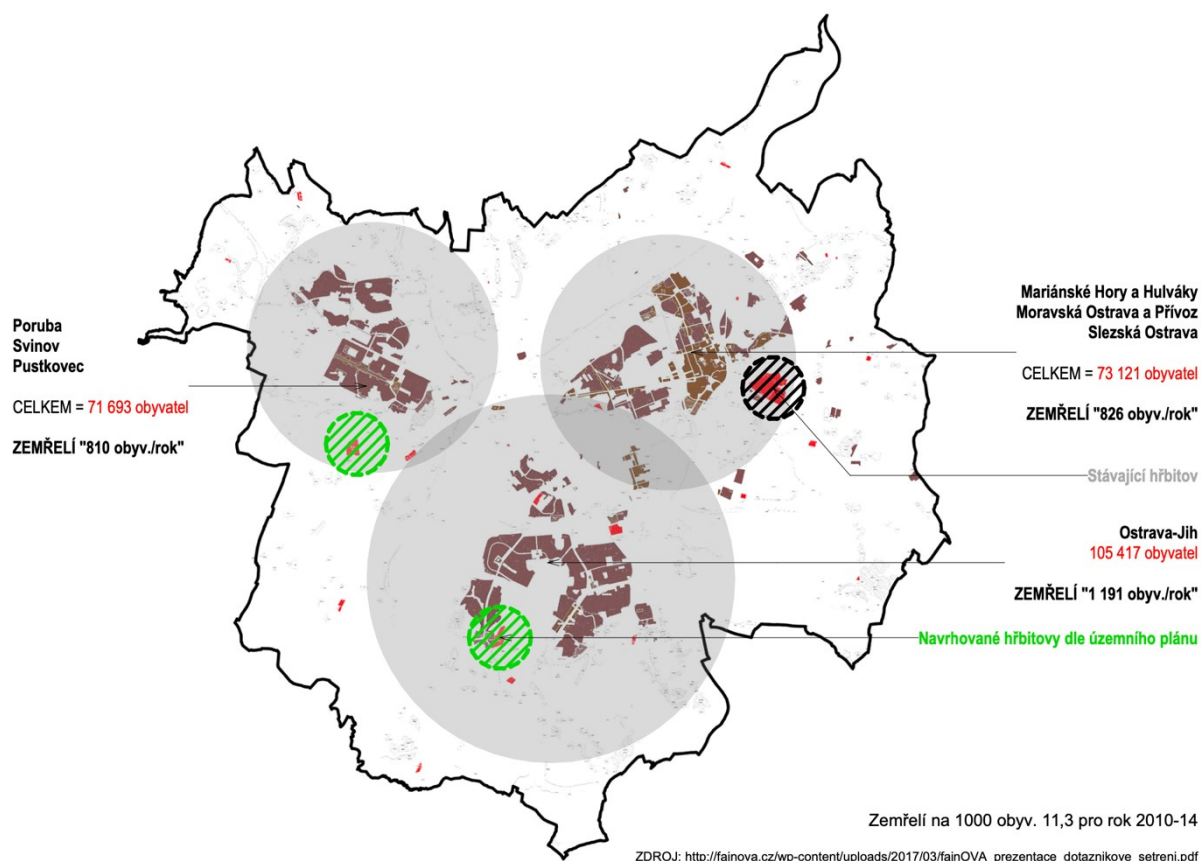 Poruba
Svinov
Pustkovec
CELKEM = 71 693 obyvatel
ZEMŘELÍ "810 obyv./rok"
Mariánské Hory a Hulváky
Moravská Ostrava a Přívoz
Slezská Ostrava
CELKEM = 73 121 obyvatel
ZEMŘELÍ "826 obyv./rok"
Stávající hřbitov
Ostrava-Jih
105 417 obyvatel
ZEMŘELÍ "1 191 obyv./rok"
Navrhované hřbitovy dle územního plánu
Zemřelí na 1000 obyv. 11,3 pro rok 2010-14
ZDROJ: http://fajnova.cz/wp-content/uploads/2017/03/fajnOVA_prezentace_dotaznikove_setreni.pdf